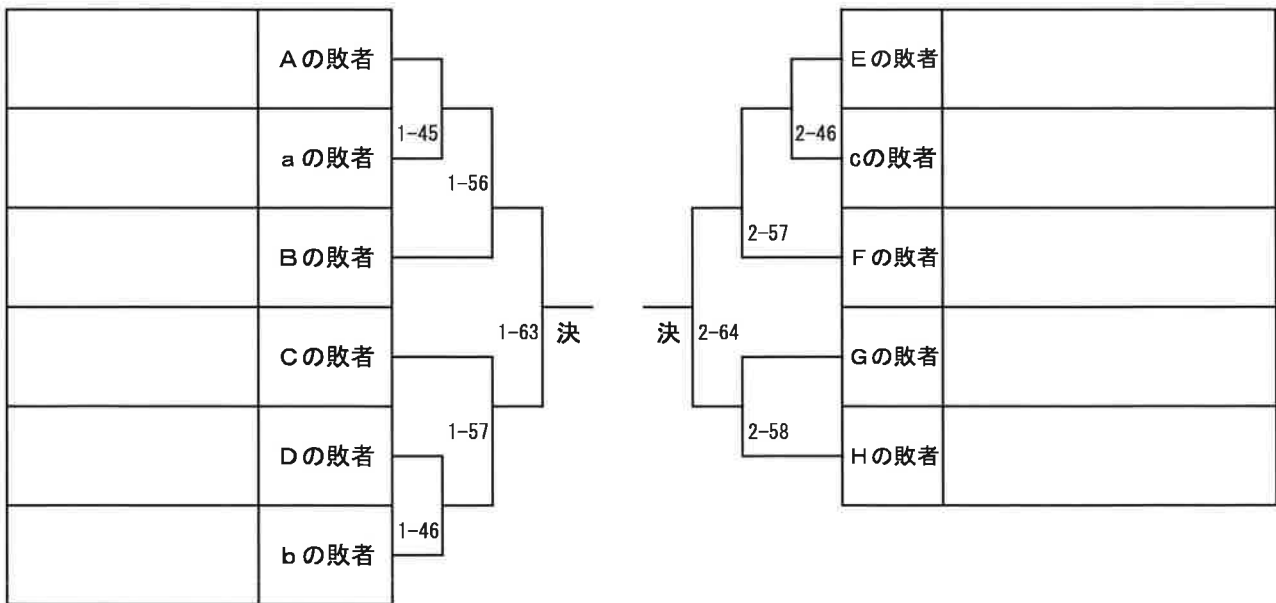 Aの敗者
1-45
aの敗者
1-56
Bの敗者
1-63
決
Cの敗者
1-57
Dの敗者
1-46
bの敗者
Eの敗者
2-46
cの敗者
2-57
Fの敗者
決
2-64
Gの敗者
2-58
Hの敗者